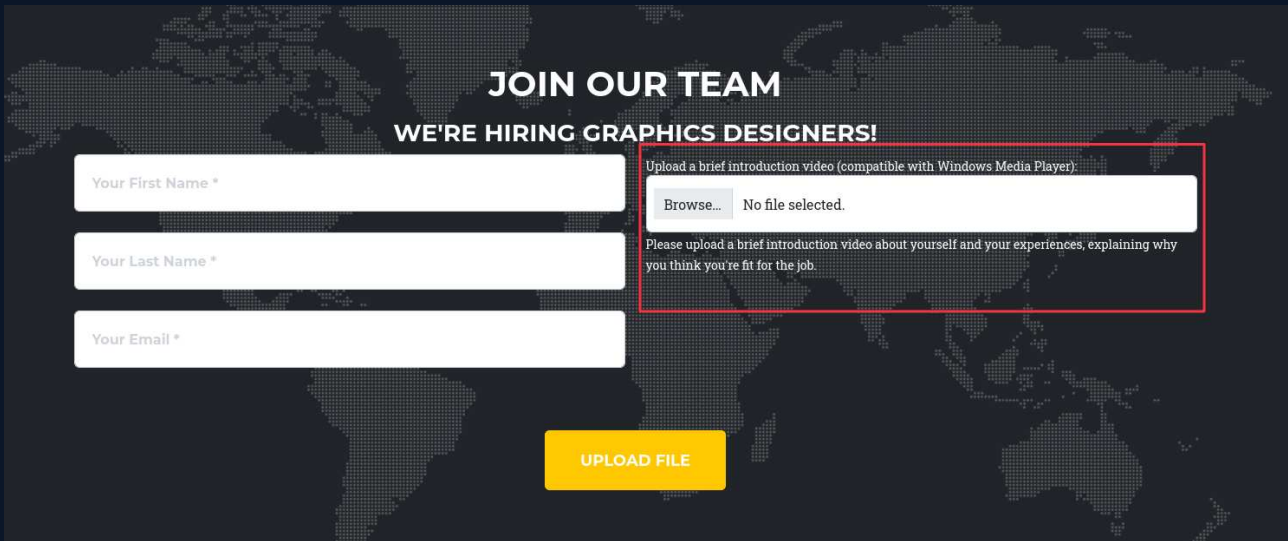 JOIN OUR TEAM
WE'RE HIRING GRAPHICS DESIGNERS!
Your First Name *
Your Last Name *
Your Email *
Upload a brief introduction video (compatible with Windows Media Player):
Browse... No file selected.
Please upload a brief introduction video about yourself and your experiences, explaining why
you think you're fit for the job.
UPLOAD FILE